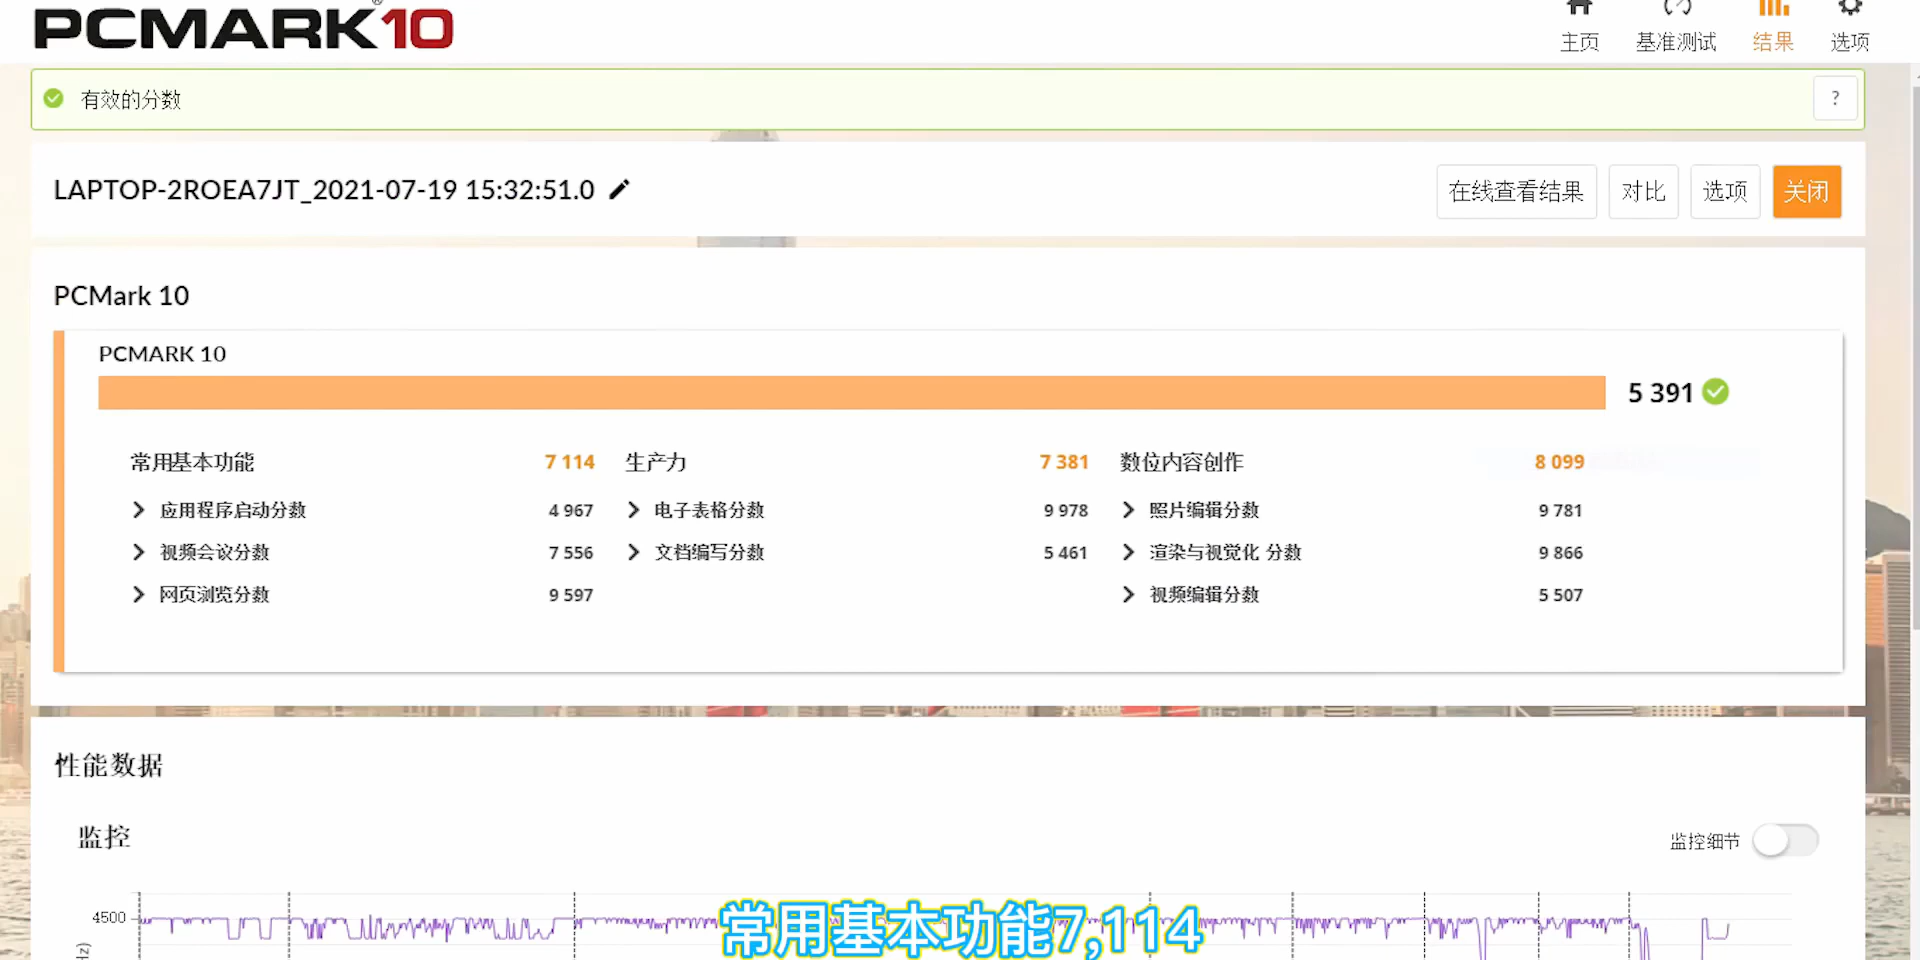 PCMARK®10
主页 基准测试 结果 选项
有效的分数 ?
LAPTOP-2ROEA7JT_2021-07-19 15:32:51.0
在线查看结果 对比 选项 关闭
PCMark 10
PCMARK 10
5 391
常用基本功能 7 114 生产力 7 381 数位内容创作 8 099
应用程序启动分数 4 967 电子表格分数 9 978 照片编辑分数 9 781
视频会议分数 7 556 文档编写分数 5 461 渲染与视觉化 分数 9 866
网页浏览分数 9 597 视频编辑分数 5 507
性能数据
监控
监控细节
4500
常用基本功能7,114